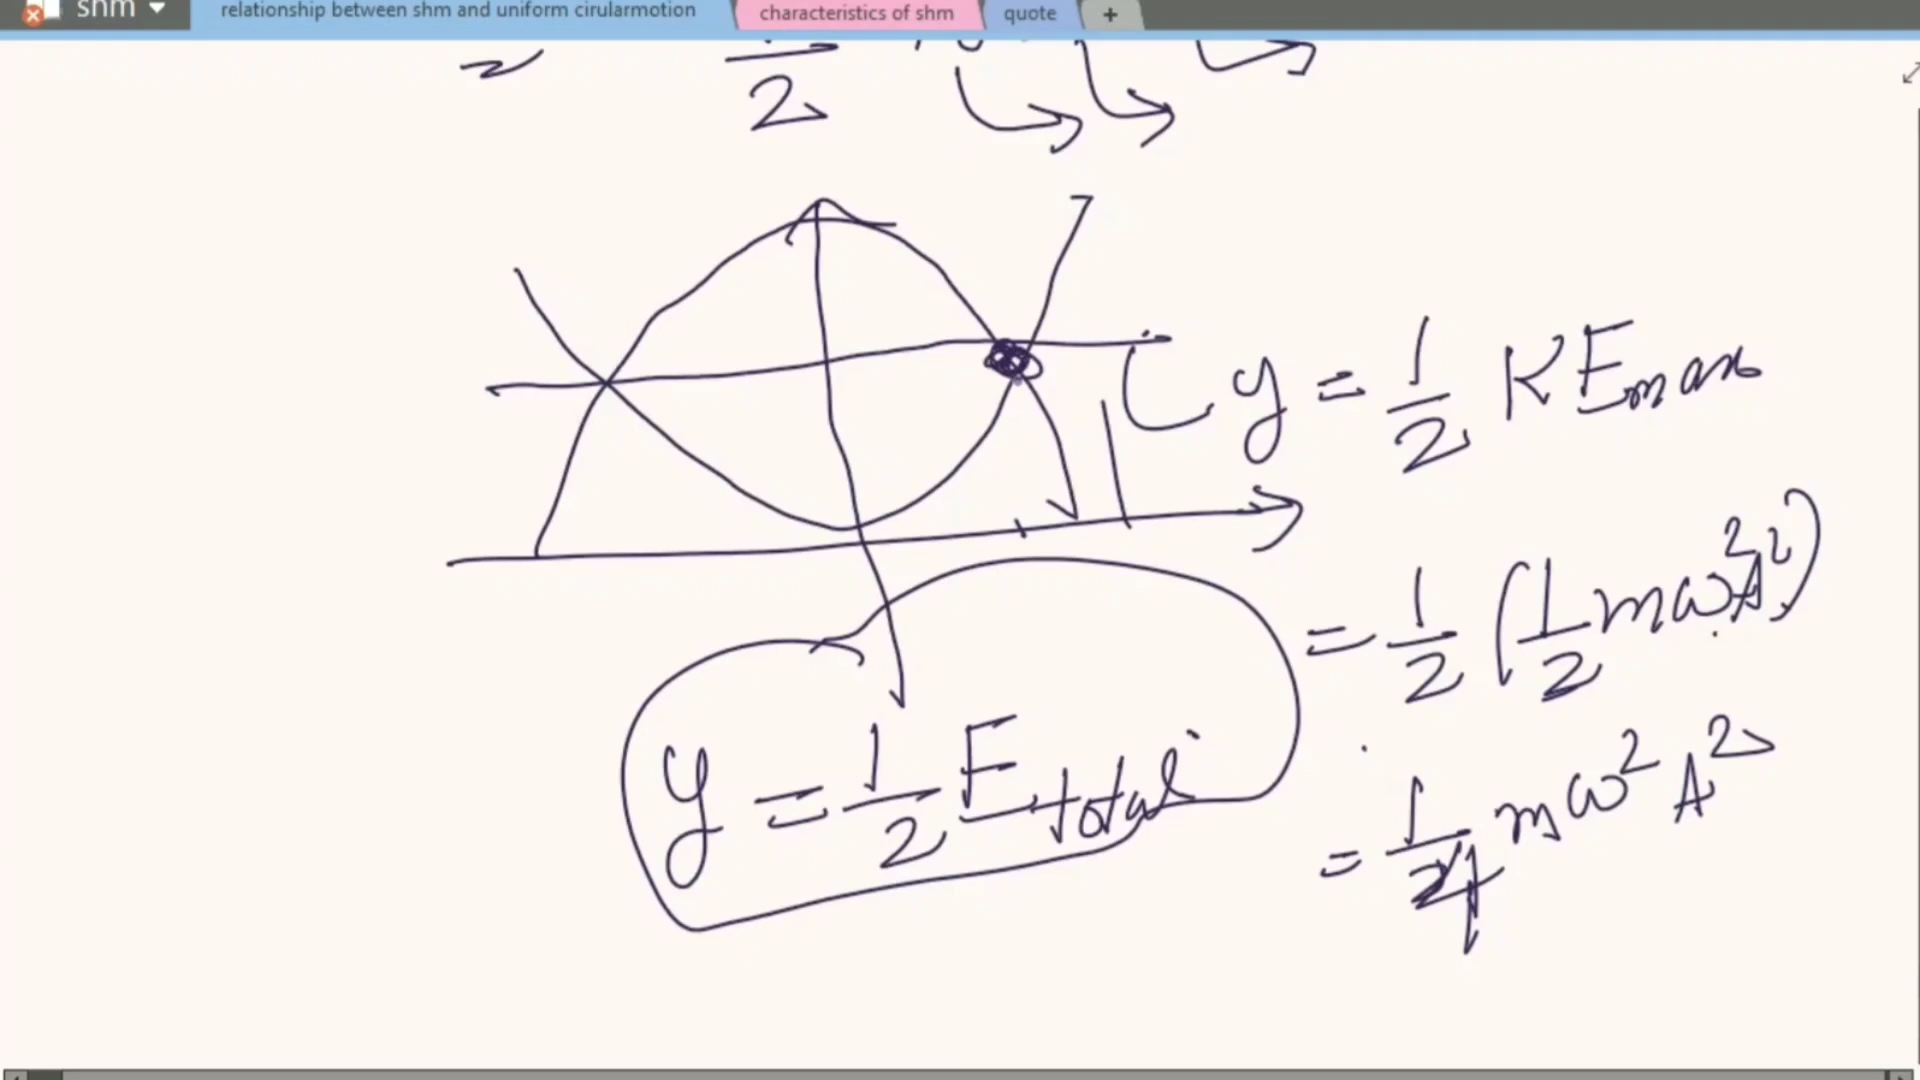 shm
relationship between shm and uniform cirularmotion
characteristics of shm
quote
+
2
y = 1/2 KEmax
= 1/2 (1/2 mω²A²)
y = 1/2 Etotal
= 1/4 mω²A²